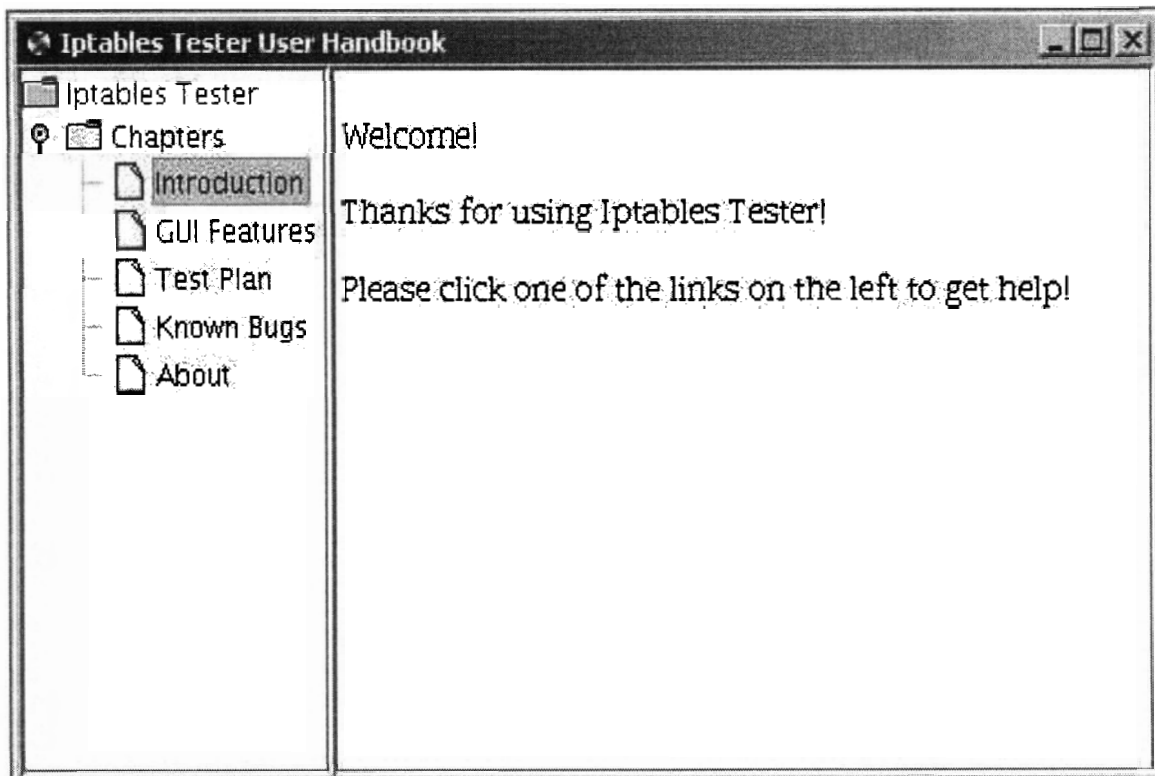 Iptables Tester User Handbook
Iptables Tester
Chapters
Introduction
GUI Features
Test Plan
Known Bugs
About
Welcome!
Thanks for using Iptables Tester!
Please click one of the links on the left to get help!